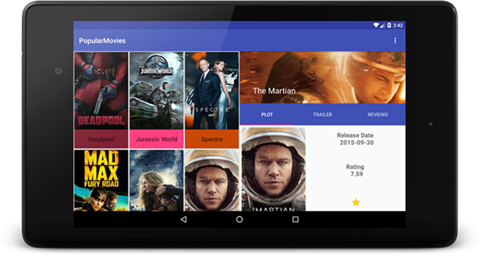 2:42
PopularMovies
DEADPOOL
JURASSIC WORLD
SPECTRE
Deadpool
Jurassic World
Spectre
MAD
MAX
FURY ROAD
MARTIAN
The Martian
PLOT
TRAILER
REVIEWS
Release Date
2015-09-30
Rating
7.59